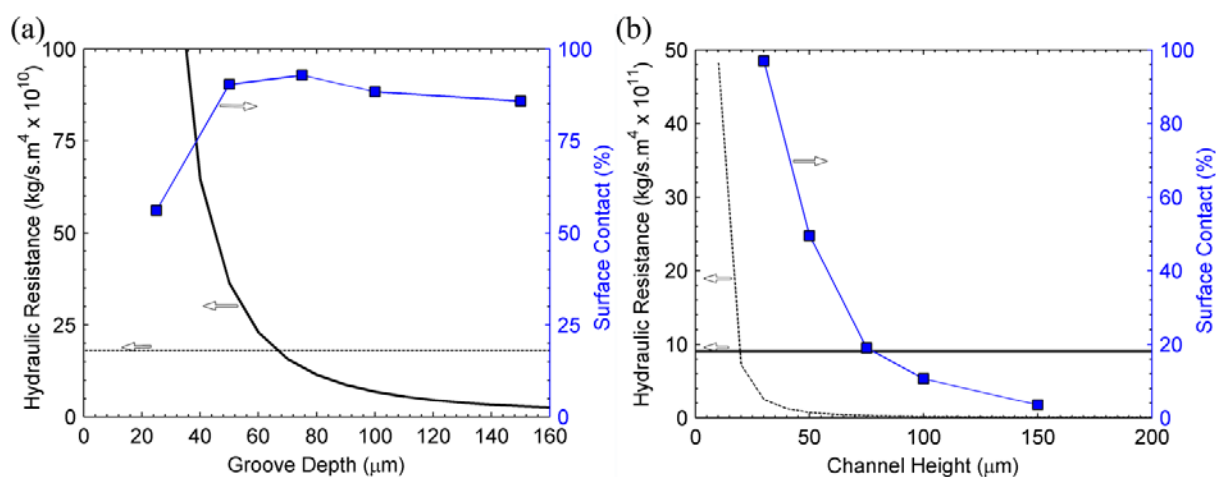 (a)
Hydraulic Resistance (kg/s.m⁴ x 10¹⁰)
100
75
50
25
0
0 20 40 60 80 100 120 140 160
Groove Depth (μm)
100
75
50
25
0
Surface Contact (%)
(b)
Hydraulic Resistance (kg/s.m⁴ x 10¹¹)
50
40
30
20
10
0
0 50 100 150 200
Channel Height (μm)
100
80
60
40
20
0
Surface Contact (%)